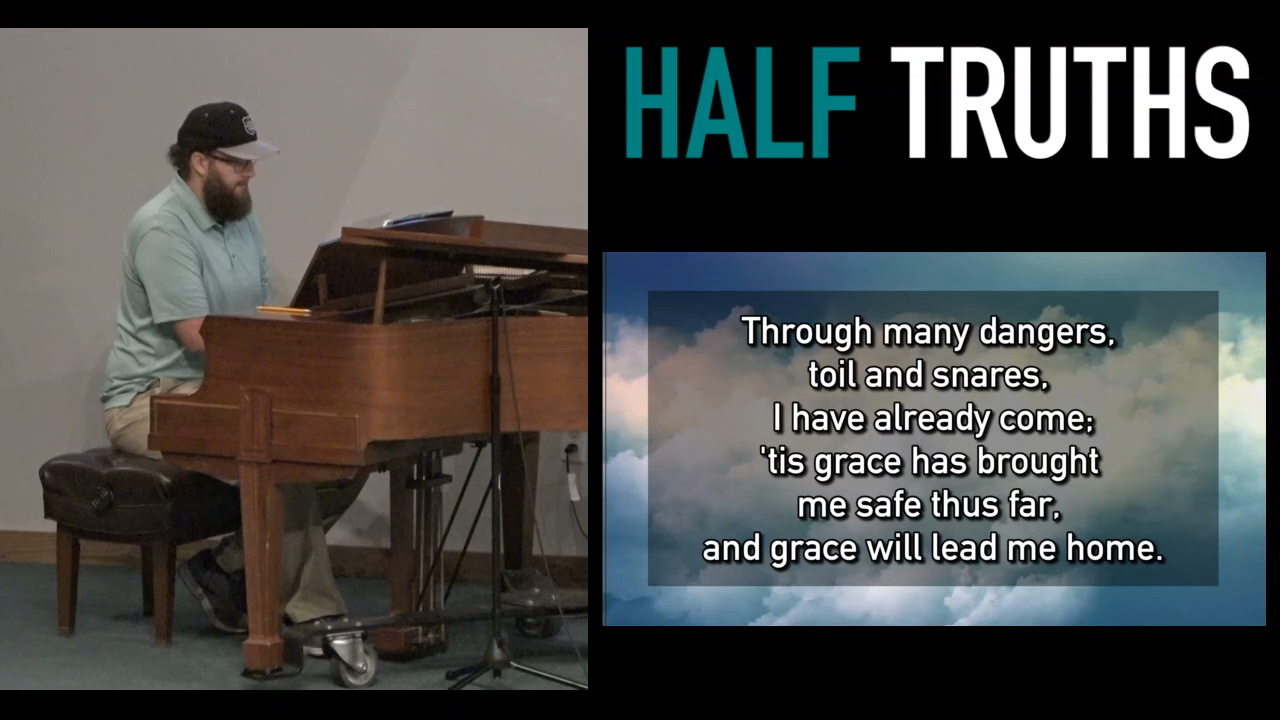 HALF TRUTHS
Through many dangers,
toil and snares,
I have already come;
'tis grace has brought
me safe thus far,
and grace will lead me home.